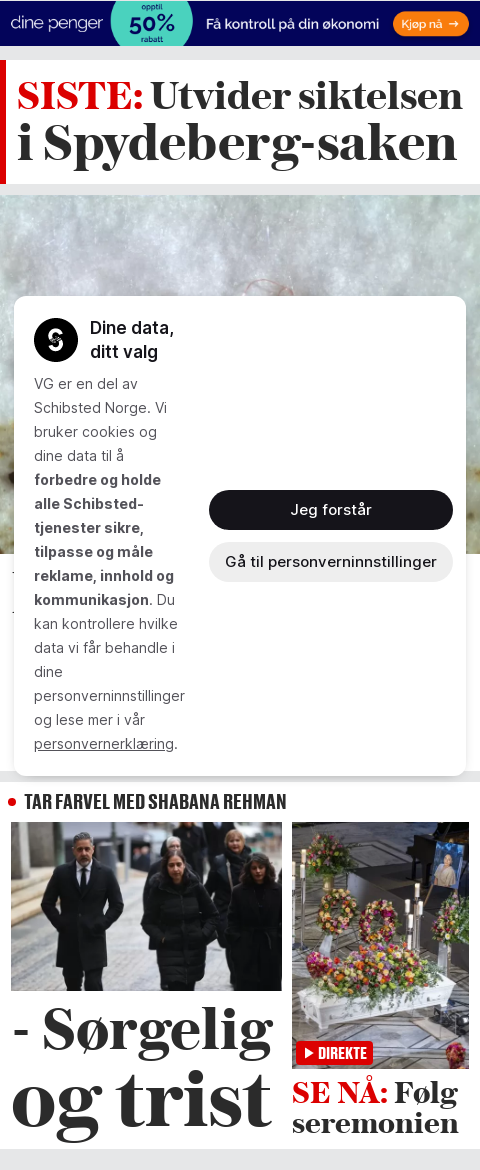 dine penger
opptil
50%
rabatt
Få kontroll på din økonomi
Kjøp nå →
SISTE: Utvider siktelsen
i Spydeberg-saken
Dine data,
ditt valg
VG er en del av
Schibsted Norge. Vi
bruker cookies og
dine data til å
forbedre og holde
alle Schibsted-
tjenester sikre,
tilpasse og måle
reklame, innhold og
kommunikasjon. Du
kan kontrollere hvilke
data vi får behandle i
dine
personverninnstillinger
og lese mer i vår
personvernerklæring.
Jeg forstår
Gå til personverninnstillinger
TAR FARVEL MED SHABANA REHMAN
- Sørgelig
og trist
DIREKTE
SE NÅ: Følg
seremonien